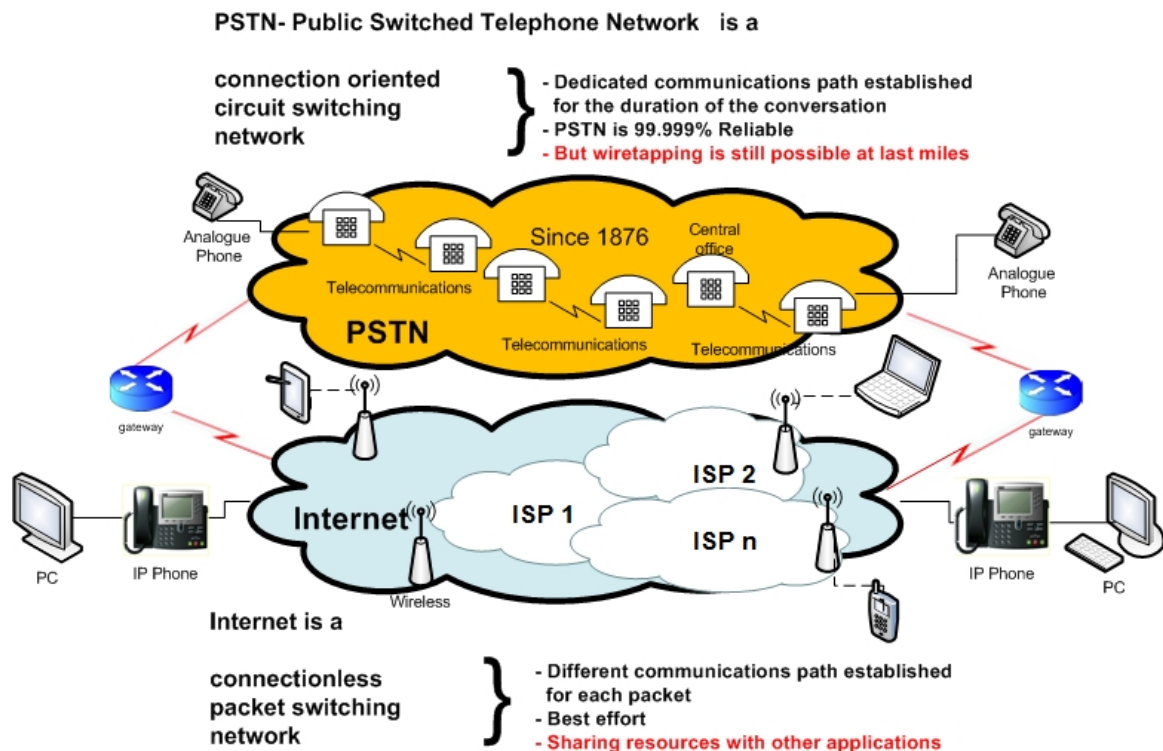 PSTN- Public Switched Telephone Network is a
connection oriented
circuit switching
network
- Dedicated communications path established
for the duration of the conversation
- PSTN is 99.999% Reliable
- But wiretapping is still possible at last miles
Analogue
Phone
Since 1876
Central
office
Analogue
Phone
Telecommunications
PSTN
Telecommunications
Telecommunications
gateway
gateway
ISP 2
Internet
ISP 1
ISP n
PC
IP Phone
Wireless
IP Phone
PC
Internet is a
connectionless
packet switching
network
- Different communications path established
for each packet
- Best effort
- Sharing resources with other applications